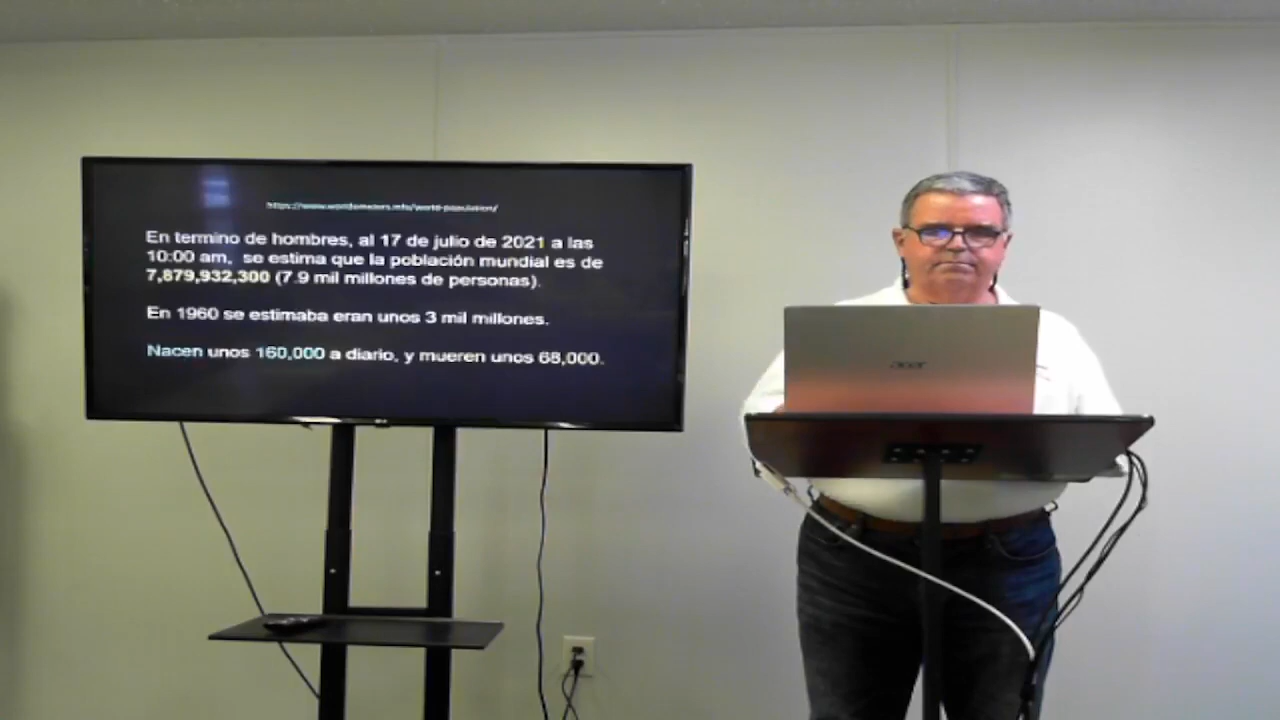 https://www.worldometers.info/world-population/
En termino de hombres, al 17 de julio de 2021 a las
10:00 am, se estima que la población mundial es de
7,879,932,300 (7.9 mil millones de personas).
En 1960 se estimaba eran unos 3 mil millones.
Nacen unos 160,000 a diario, y mueren unos 68,000.
acer